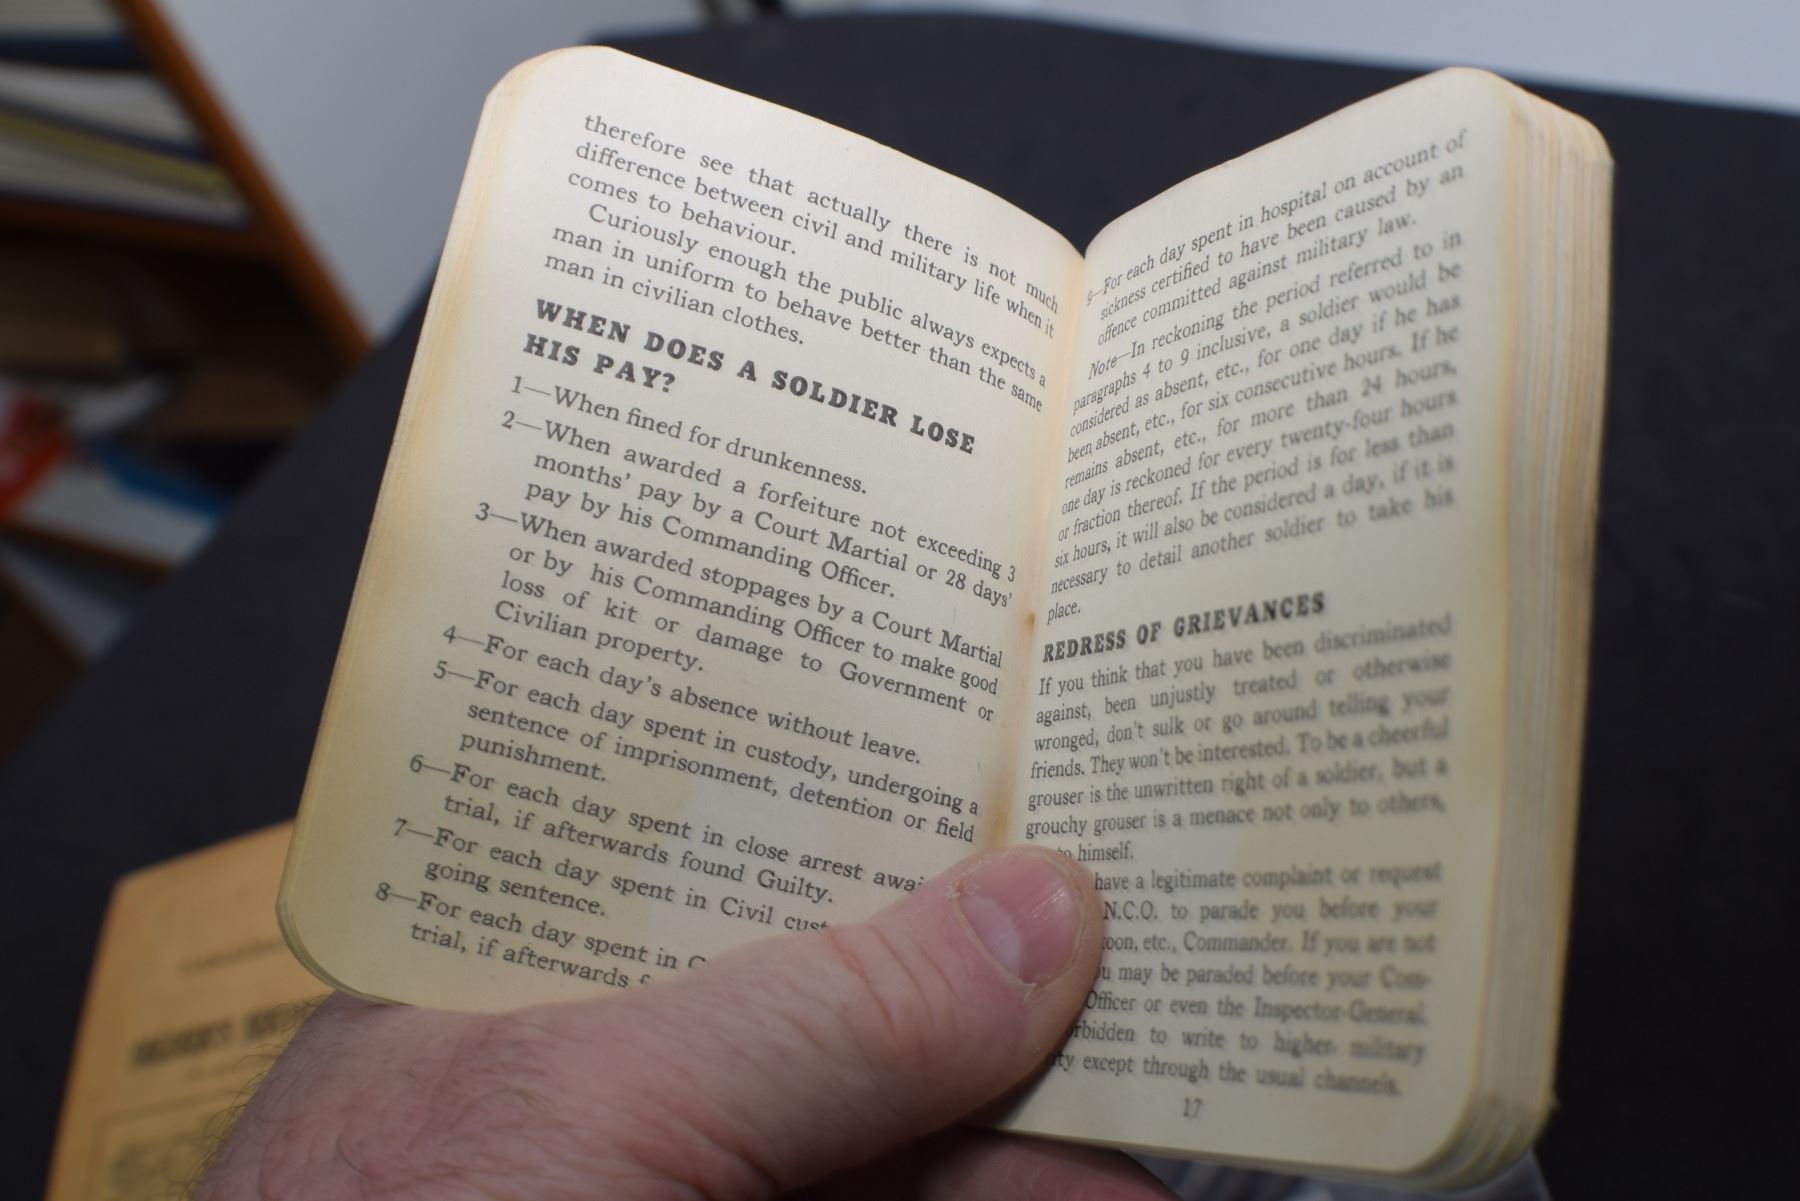 therefore see that actually there is not much
difference between civil and military life when it
comes to behaviour.
Curiously enough the public always expects a
man in uniform to behave better than the same
man in civilian clothes.
WHEN DOES A SOLDIER LOSE
HIS PAY?
1—When fined for drunkenness.
2—When awarded a forfeiture not exceeding 3
months' pay by a Court Martial or 28 days'
pay by his Commanding Officer.
3—When awarded stoppages by a Court Martial
or by his Commanding Officer to make good
loss of kit or damage to Government or
Civilian property.
4—For each day's absence without leave.
5—For each day spent in custody, undergoing a
sentence of imprisonment, detention or field
punishment.
6—For each day spent in close arrest awai
trial, if afterwards found Guilty.
7—For each day spent in Civil cust
going sentence.
8—For each day spent in C
trial, if afterwards f
9—For each day spent in hospital on account of
sickness certified to have been caused by an
offence committed against military law.
Note—In reckoning the period referred to in
paragraphs 4 to 9 inclusive, a soldier would be
considered as absent, etc., for one day if he has
been absent, etc., for six consecutive hours. If he
remains absent, etc., for more than 24 hours,
one day is reckoned for every twenty-four hours
or fraction thereof. If the period is for less than
six hours, it will also be considered a day, if it is
necessary to detail another soldier to take his
place.
REDRESS OF GRIEVANCES
If you think that you have been discriminated
against, been unjustly treated or otherwise
wronged, don't sulk or go around telling your
friends. They won't be interested. To be a cheerful
grouser is the unwritten right of a soldier, but a
grouchy grouser is a menace not only to others,
to himself.
have a legitimate complaint or request
N.C.O. to parade you before your
toon, etc., Commander. If you are not
ou may be paraded before your Com-
Officer or even the Inspector-General.
orbidden to write to higher military
ity except through the usual channels.
17